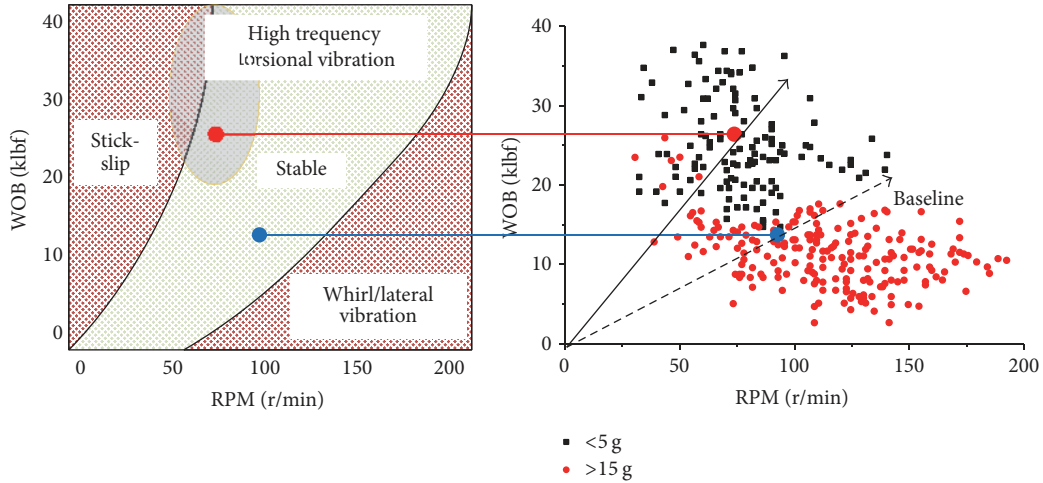 40
30
20
10
0
WOB (klbf)
High trequency
torsional vibration
Stick-
slip
Stable
Whirl/lateral
vibration
0
50
100
150
200
RPM (r/min)
40
30
20
10
0
WOB (klbf)
Baseline
0
50
100
150
200
RPM (r/min)
<5 g
>15 g